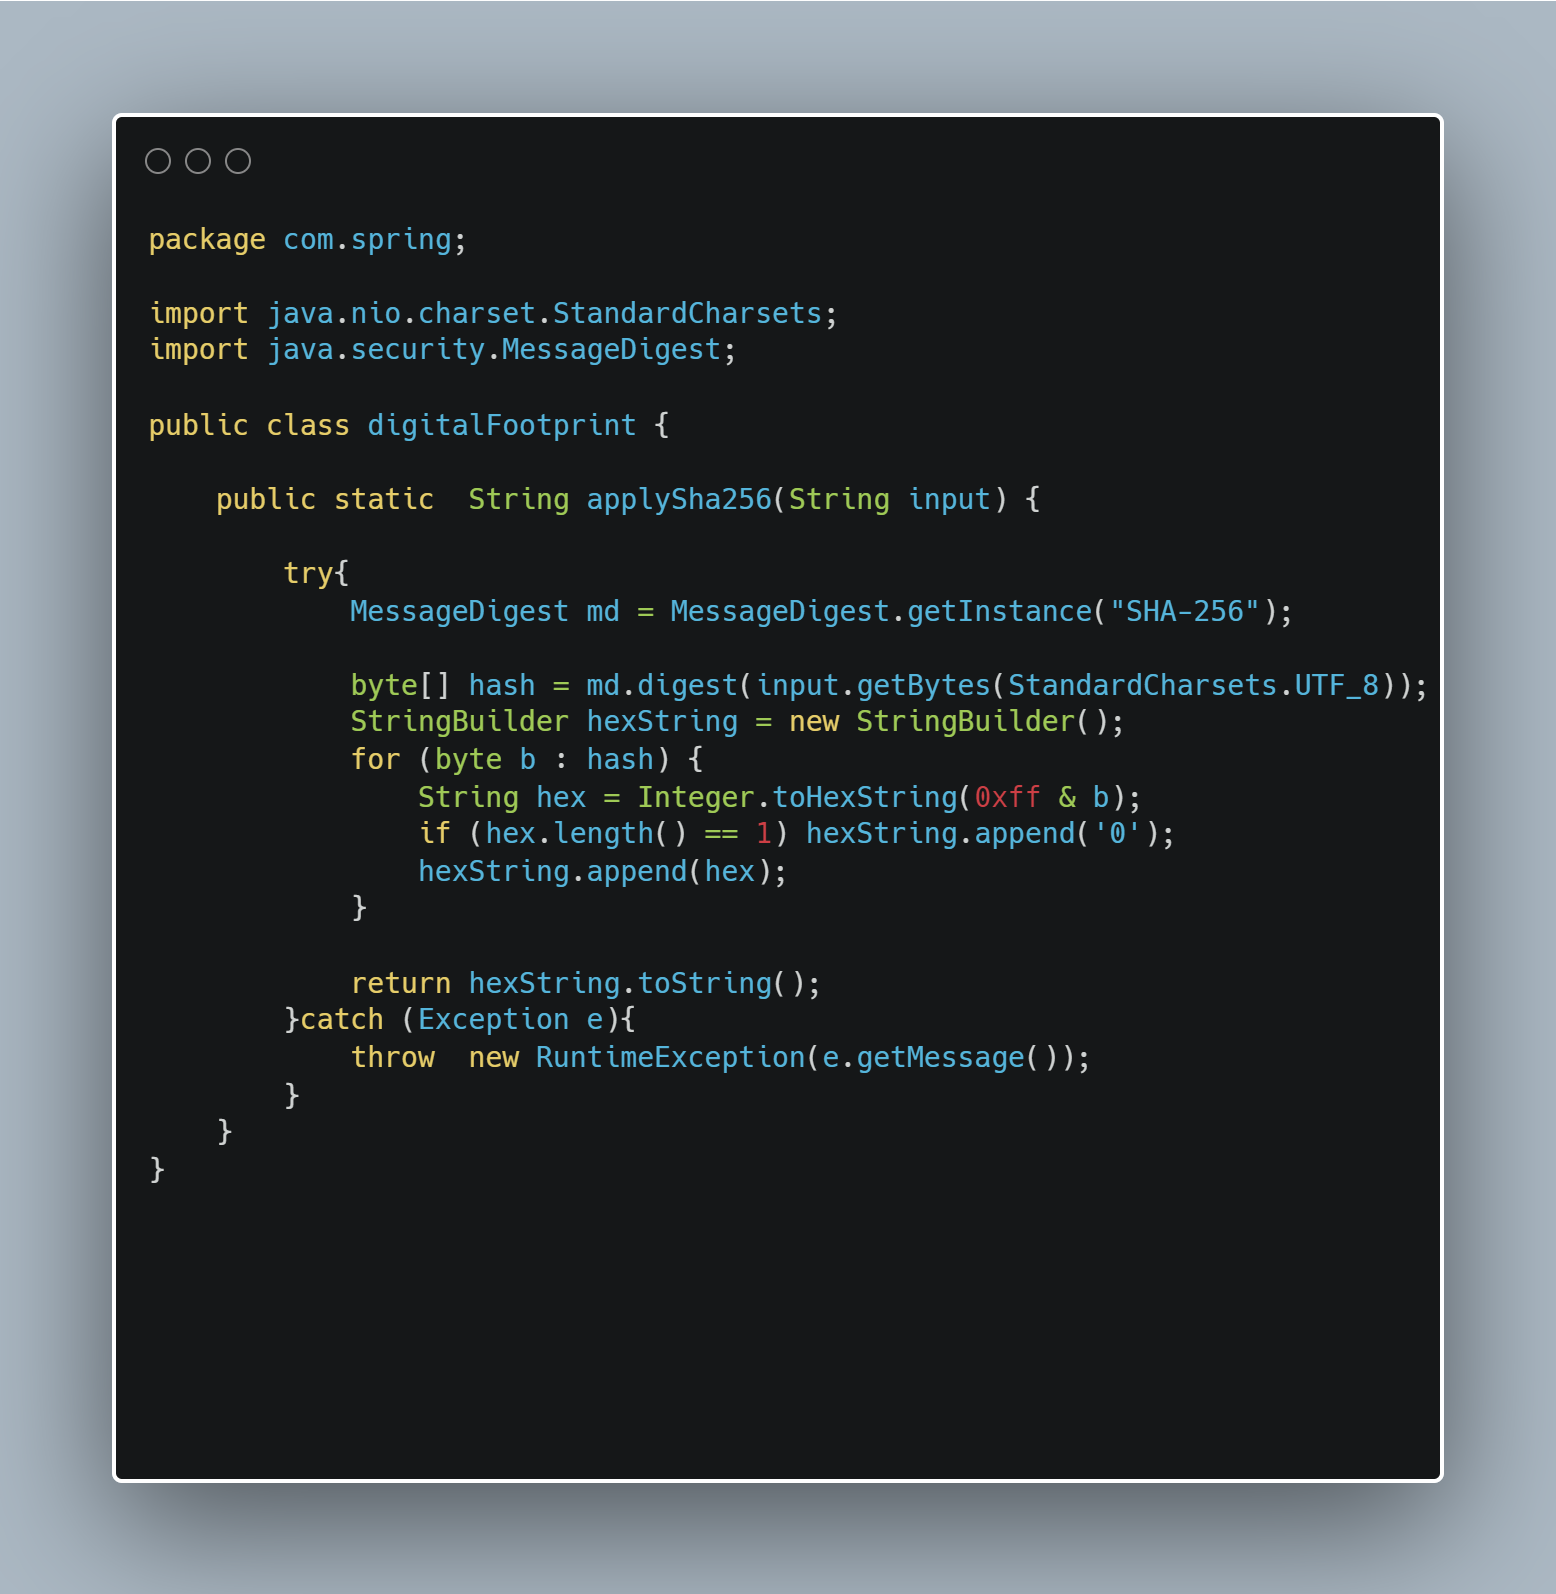 package com.spring;
import java.nio.charset.StandardCharsets;
import java.security.MessageDigest;
public class digitalFootprint {
    public static  String applySha256(String input) {
        try{
            MessageDigest md = MessageDigest.getInstance("SHA-256");
            byte[] hash = md.digest(input.getBytes(StandardCharsets.UTF_8));
            StringBuilder hexString = new StringBuilder();
            for (byte b : hash) {
                String hex = Integer.toHexString(0xff & b);
                if (hex.length() == 1) hexString.append('0');
                hexString.append(hex);
            }
            return hexString.toString();
        }catch (Exception e){
            throw  new RuntimeException(e.getMessage());
        }
    }
}